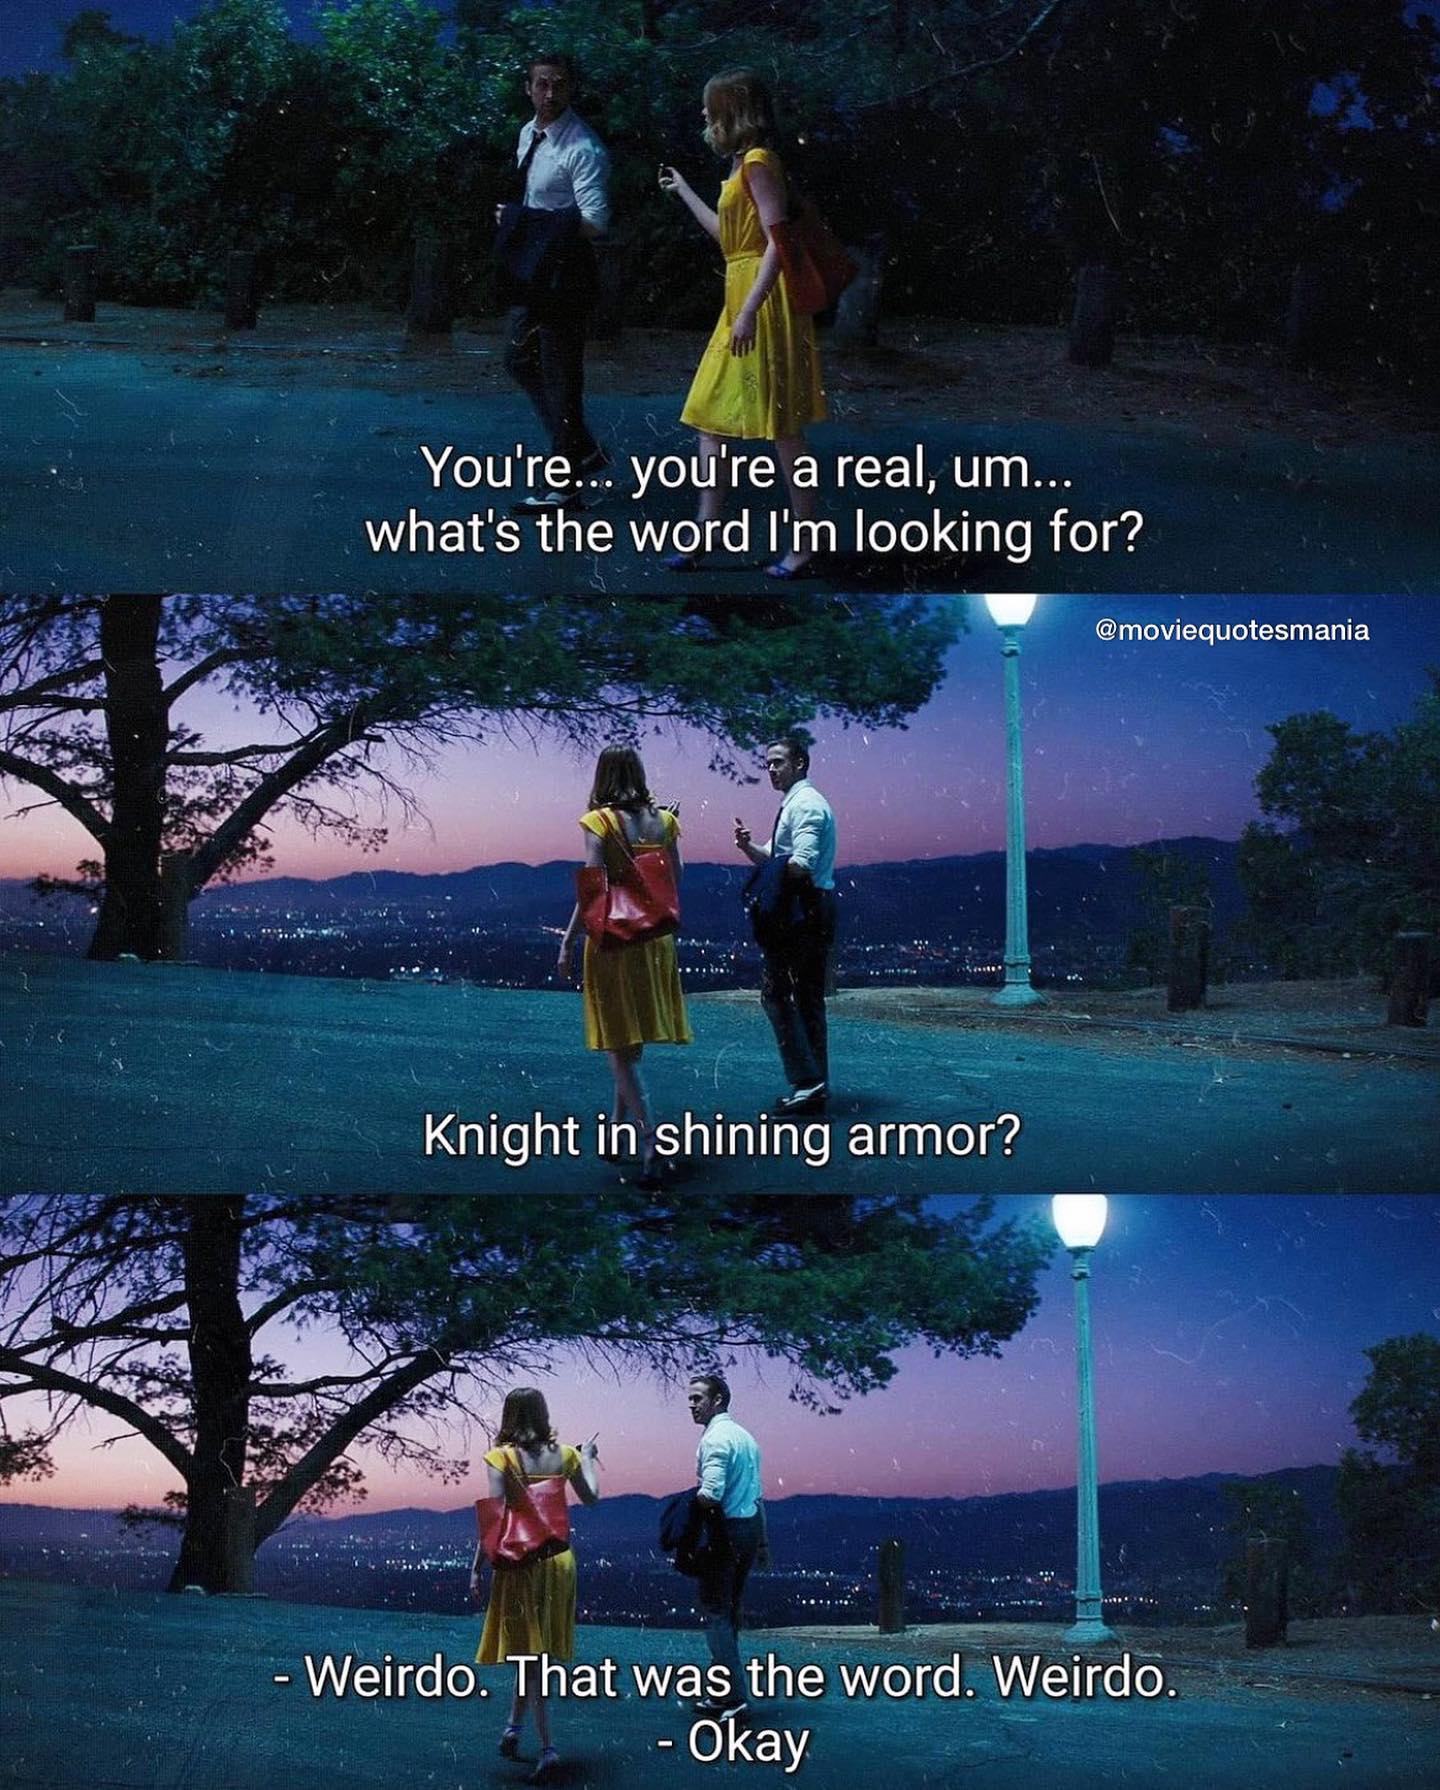 You're... you're a real, um...
what's the word I'm looking for?
@moviequotesmania
Knight in shining armor?
- Weirdo. That was the word. Weirdo.
- Okay